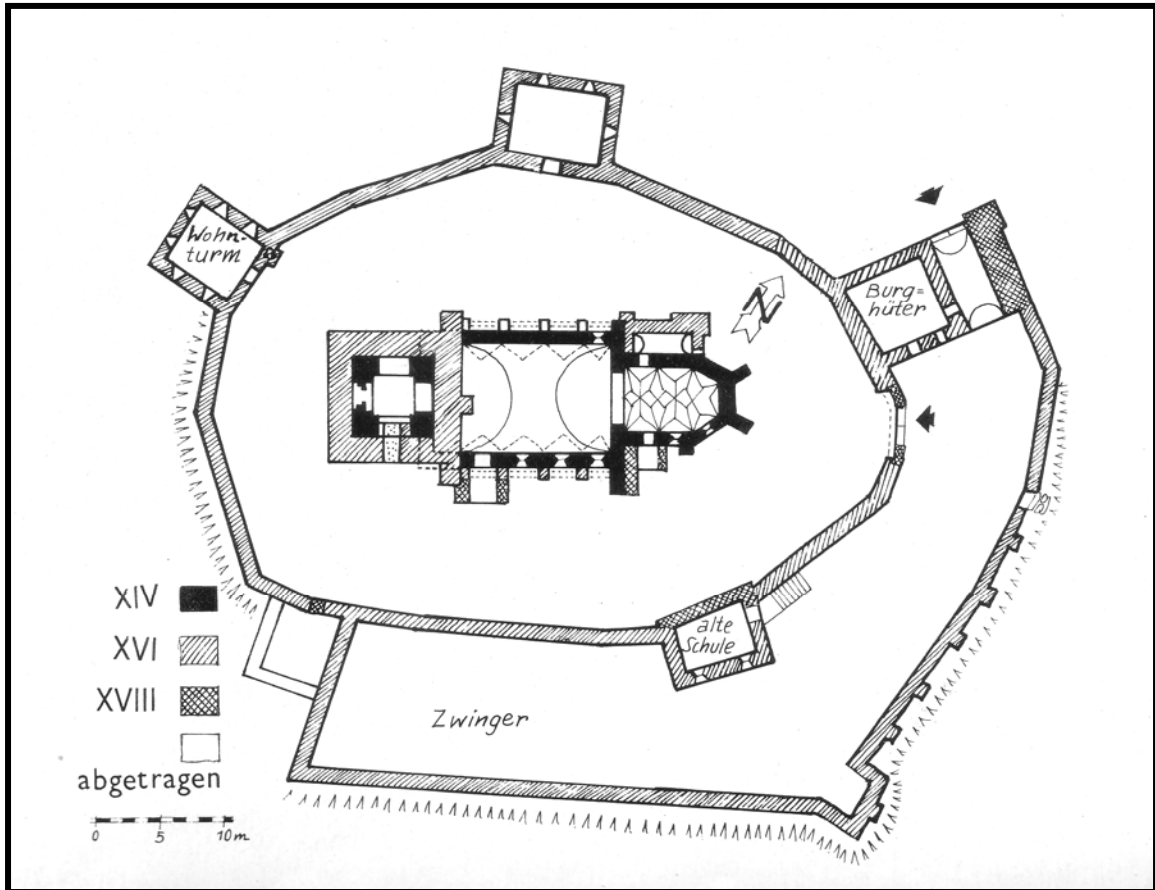 Wohn-
turm
Burg=
hüter
N
alte
Schule
Zwinger
XIV
XVI
XVIII
abgetragen
0 5 10m